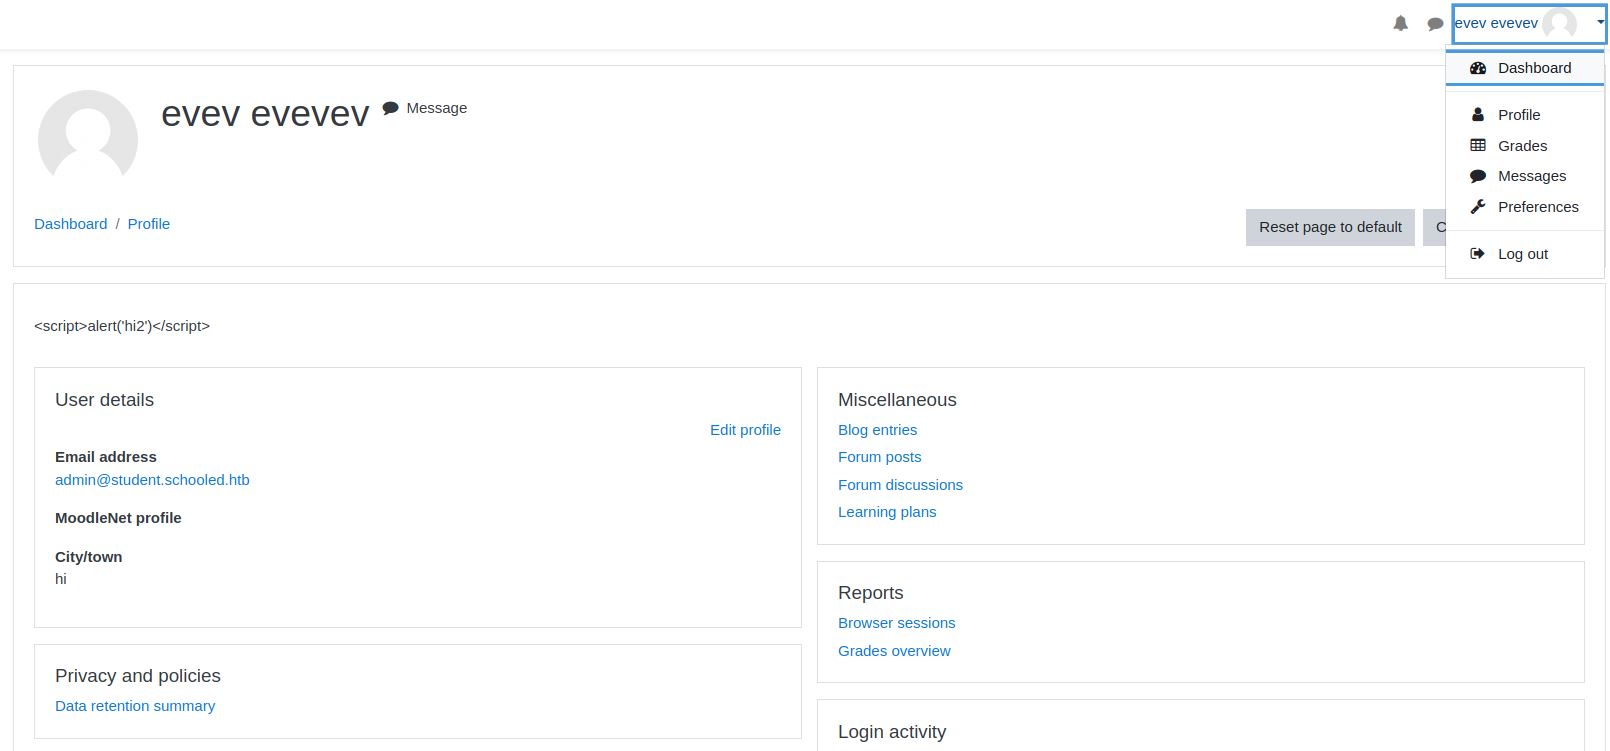 evev evevev
Dashboard
Profile
Grades
Messages
Preferences
Log out
evev evevev Message
Dashboard / Profile
Reset page to default
C
<script>alert('hi2')</script>
User details
Edit profile
Email address
admin@student.schooled.htb
MoodleNet profile
City/town
hi
Privacy and policies
Data retention summary
Miscellaneous
Blog entries
Forum posts
Forum discussions
Learning plans
Reports
Browser sessions
Grades overview
Login activity